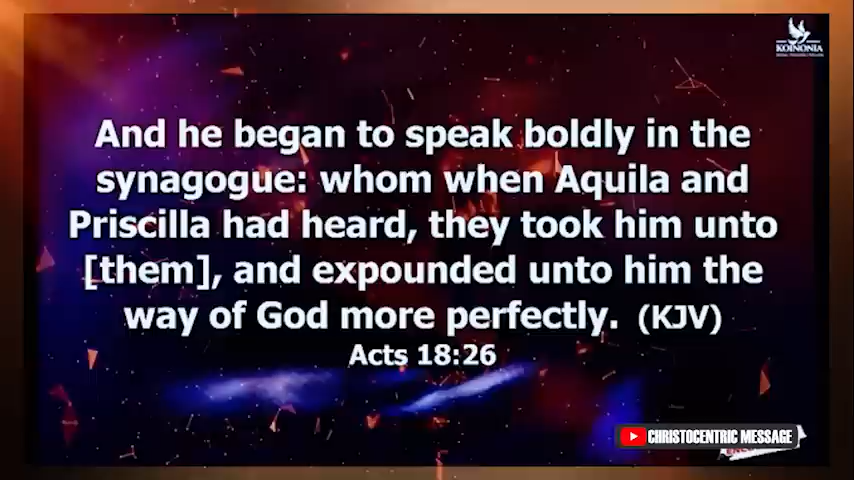 KOINONIA
And he began to speak boldly in the
synagogue: whom when Aquila and
Priscilla had heard, they took him unto
[them], and expounded unto him the
way of God more perfectly. (KJV)
Acts 18:26
CHRISTOCENTRIC MESSAGE